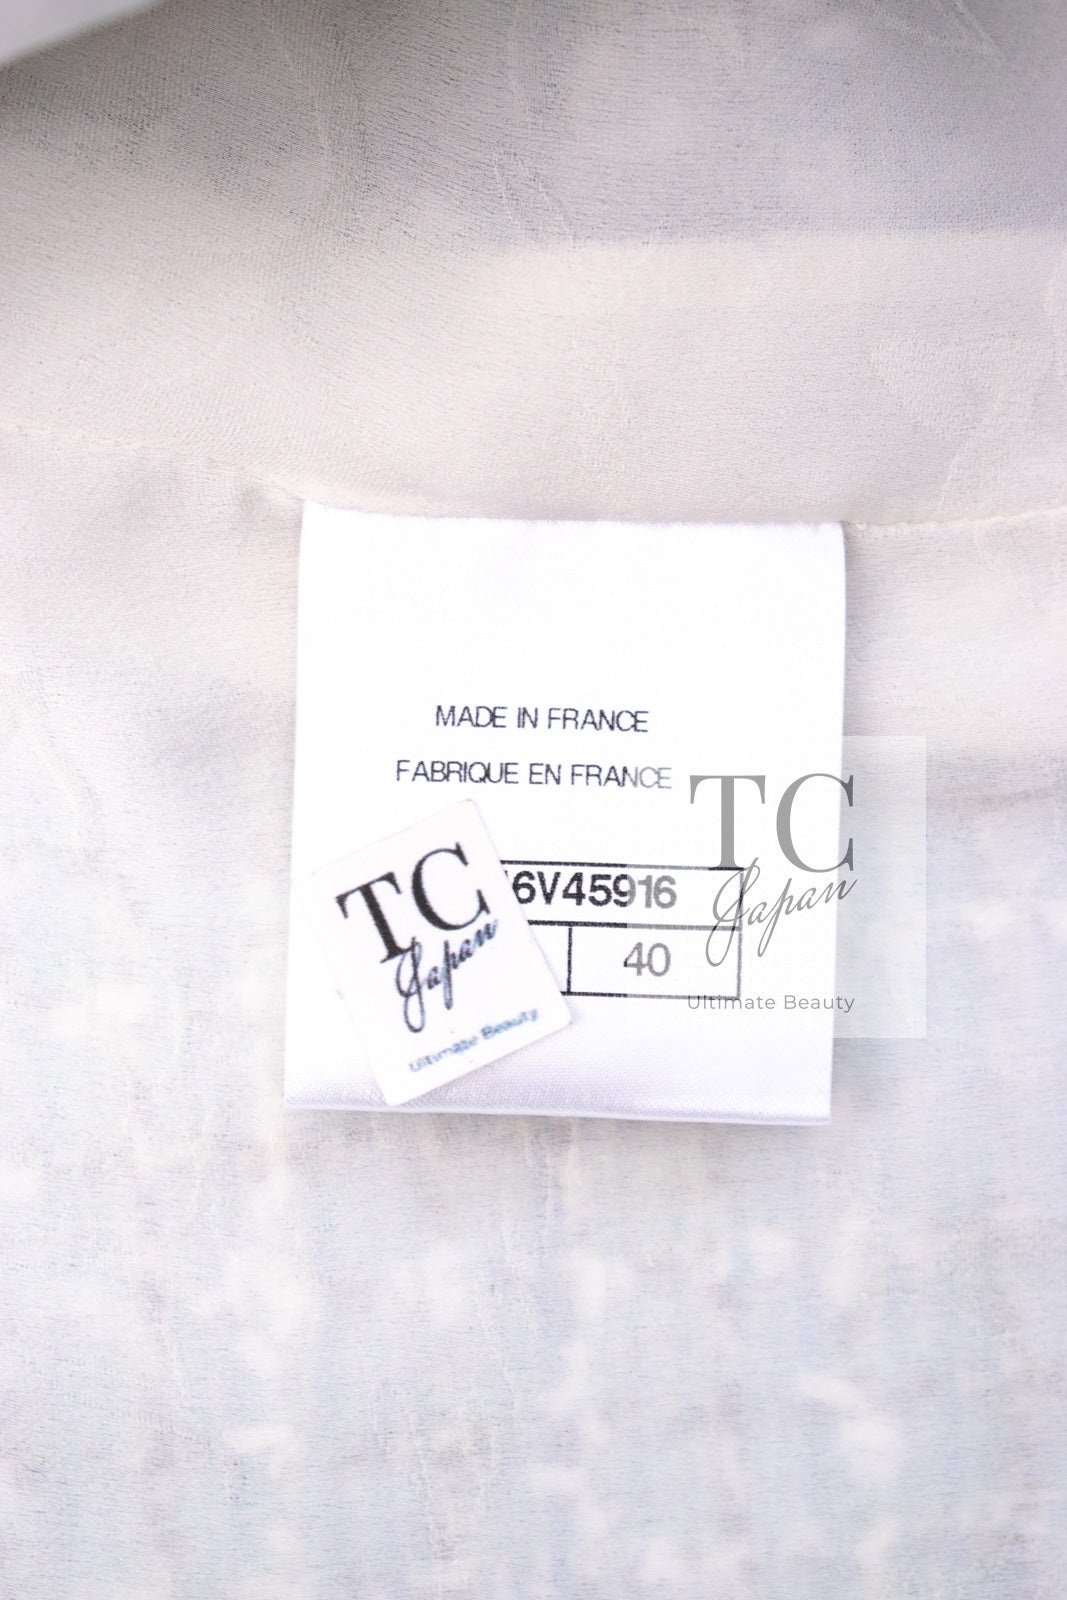 MADE IN FRANCE
FABRIQUE EN FRANCE
6V45916
40
TC
Japan
Ultimate Beauty
TC
Japan
Ultimate Beauty